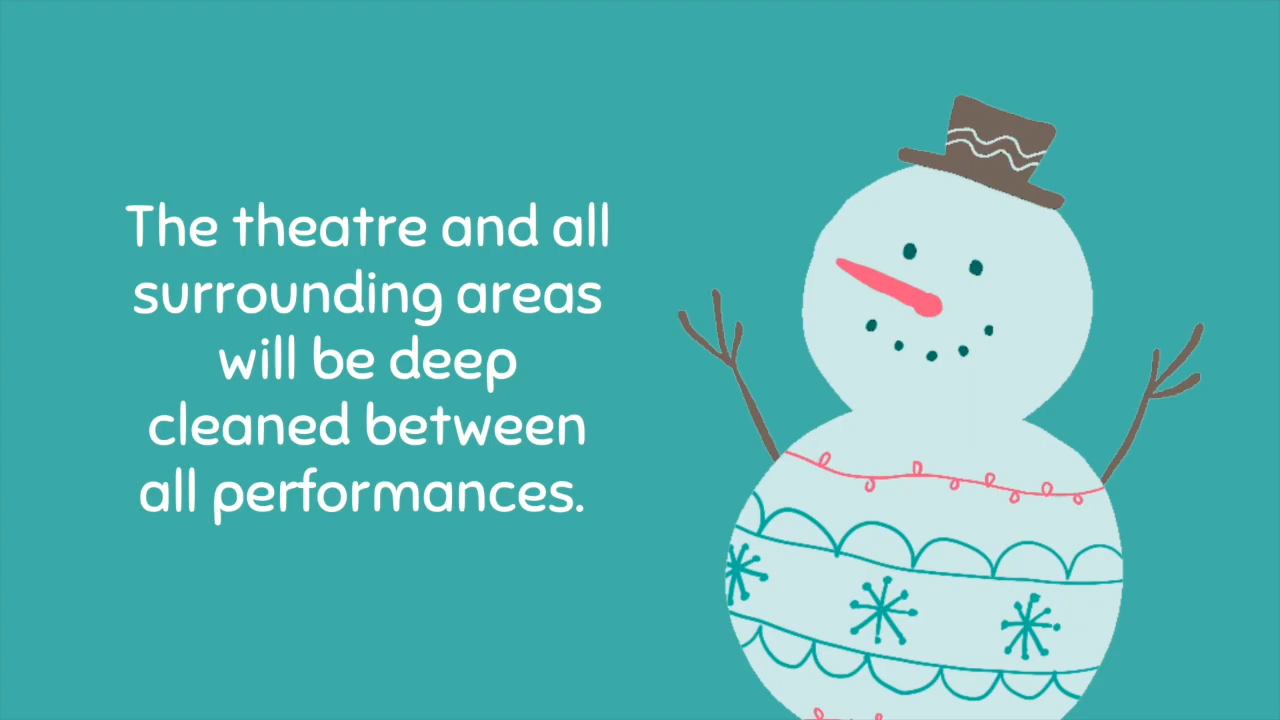 The theatre and all
surrounding areas
will be deep
cleaned between
all performances.